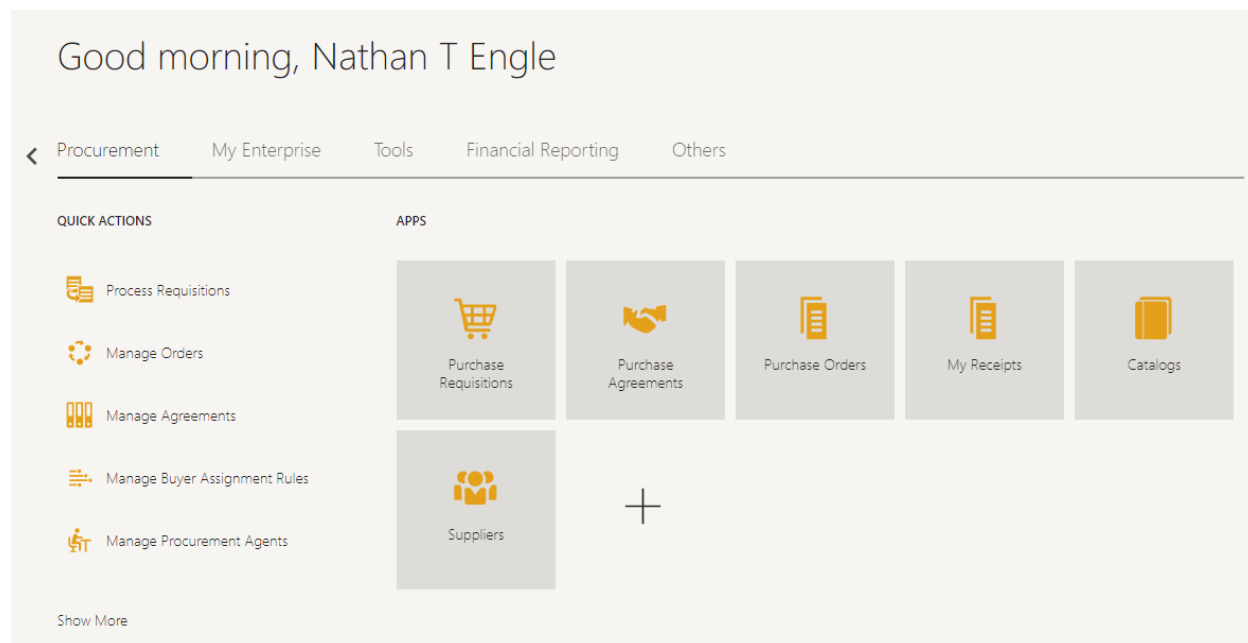 Good morning, Nathan T Engle
Procurement
My Enterprise
Tools
Financial Reporting
Others
QUICK ACTIONS
Process Requisitions
Manage Orders
Manage Agreements
Manage Buyer Assignment Rules
Manage Procurement Agents
Show More
APPS
Purchase
Requisitions
Purchase
Agreements
Purchase Orders
My Receipts
Catalogs
Suppliers